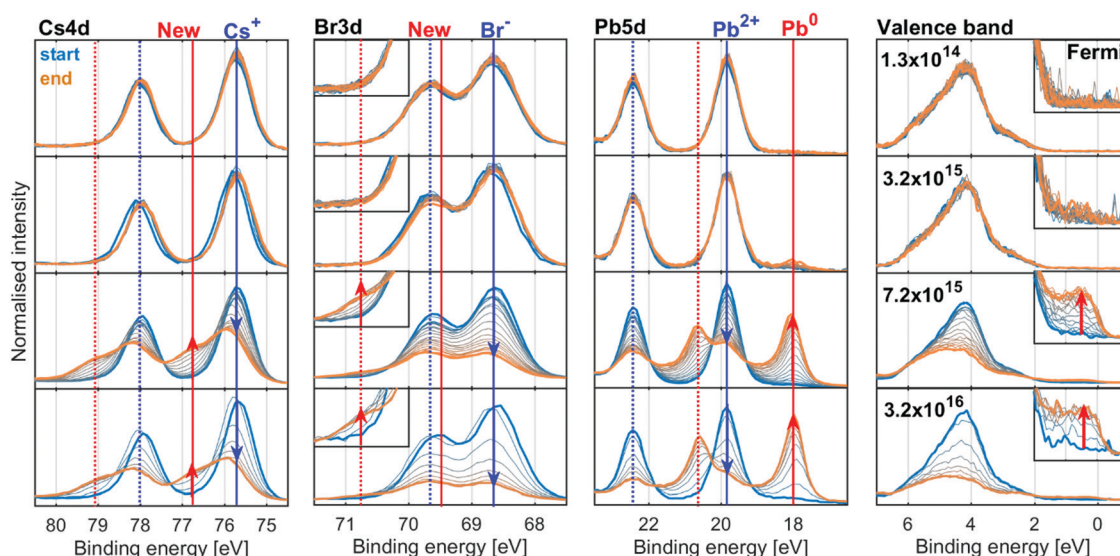 Cs4d
New
Cs+
start
end
Br3d
New
Br-
Pb5d
Pb2+
Pb0
Valence band
1.3x10^14
Fermi
3.2x10^15
7.2x10^15
3.2x10^16
Normalised intensity
80 79 78 77 76 75
71 70 69 68
22 20 18
6 4 2 0
Binding energy [eV]
Binding energy [eV]
Binding energy [eV]
Binding energy [eV]